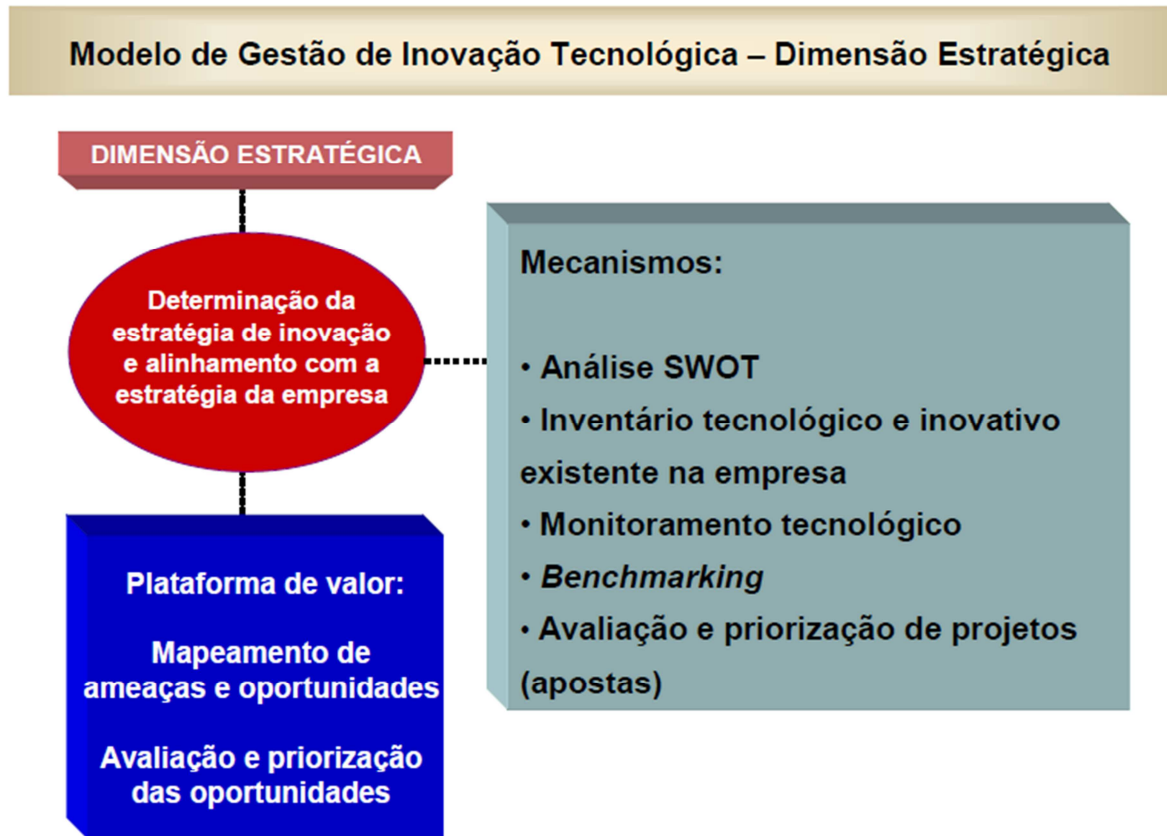 Modelo de Gestão de Inovação Tecnológica – Dimensão Estratégica
DIMENSÃO ESTRATÉGICA
Determinação da
estratégia de inovação
e alinhamento com a
estratégia da empresa
Plataforma de valor:
Mapeamento de
ameaças e oportunidades
Avaliação e priorização
das oportunidades
Mecanismos:
• Análise SWOT
• Inventário tecnológico e inovativo
existente na empresa
• Monitoramento tecnológico
• Benchmarking
• Avaliação e priorização de projetos
(apostas)